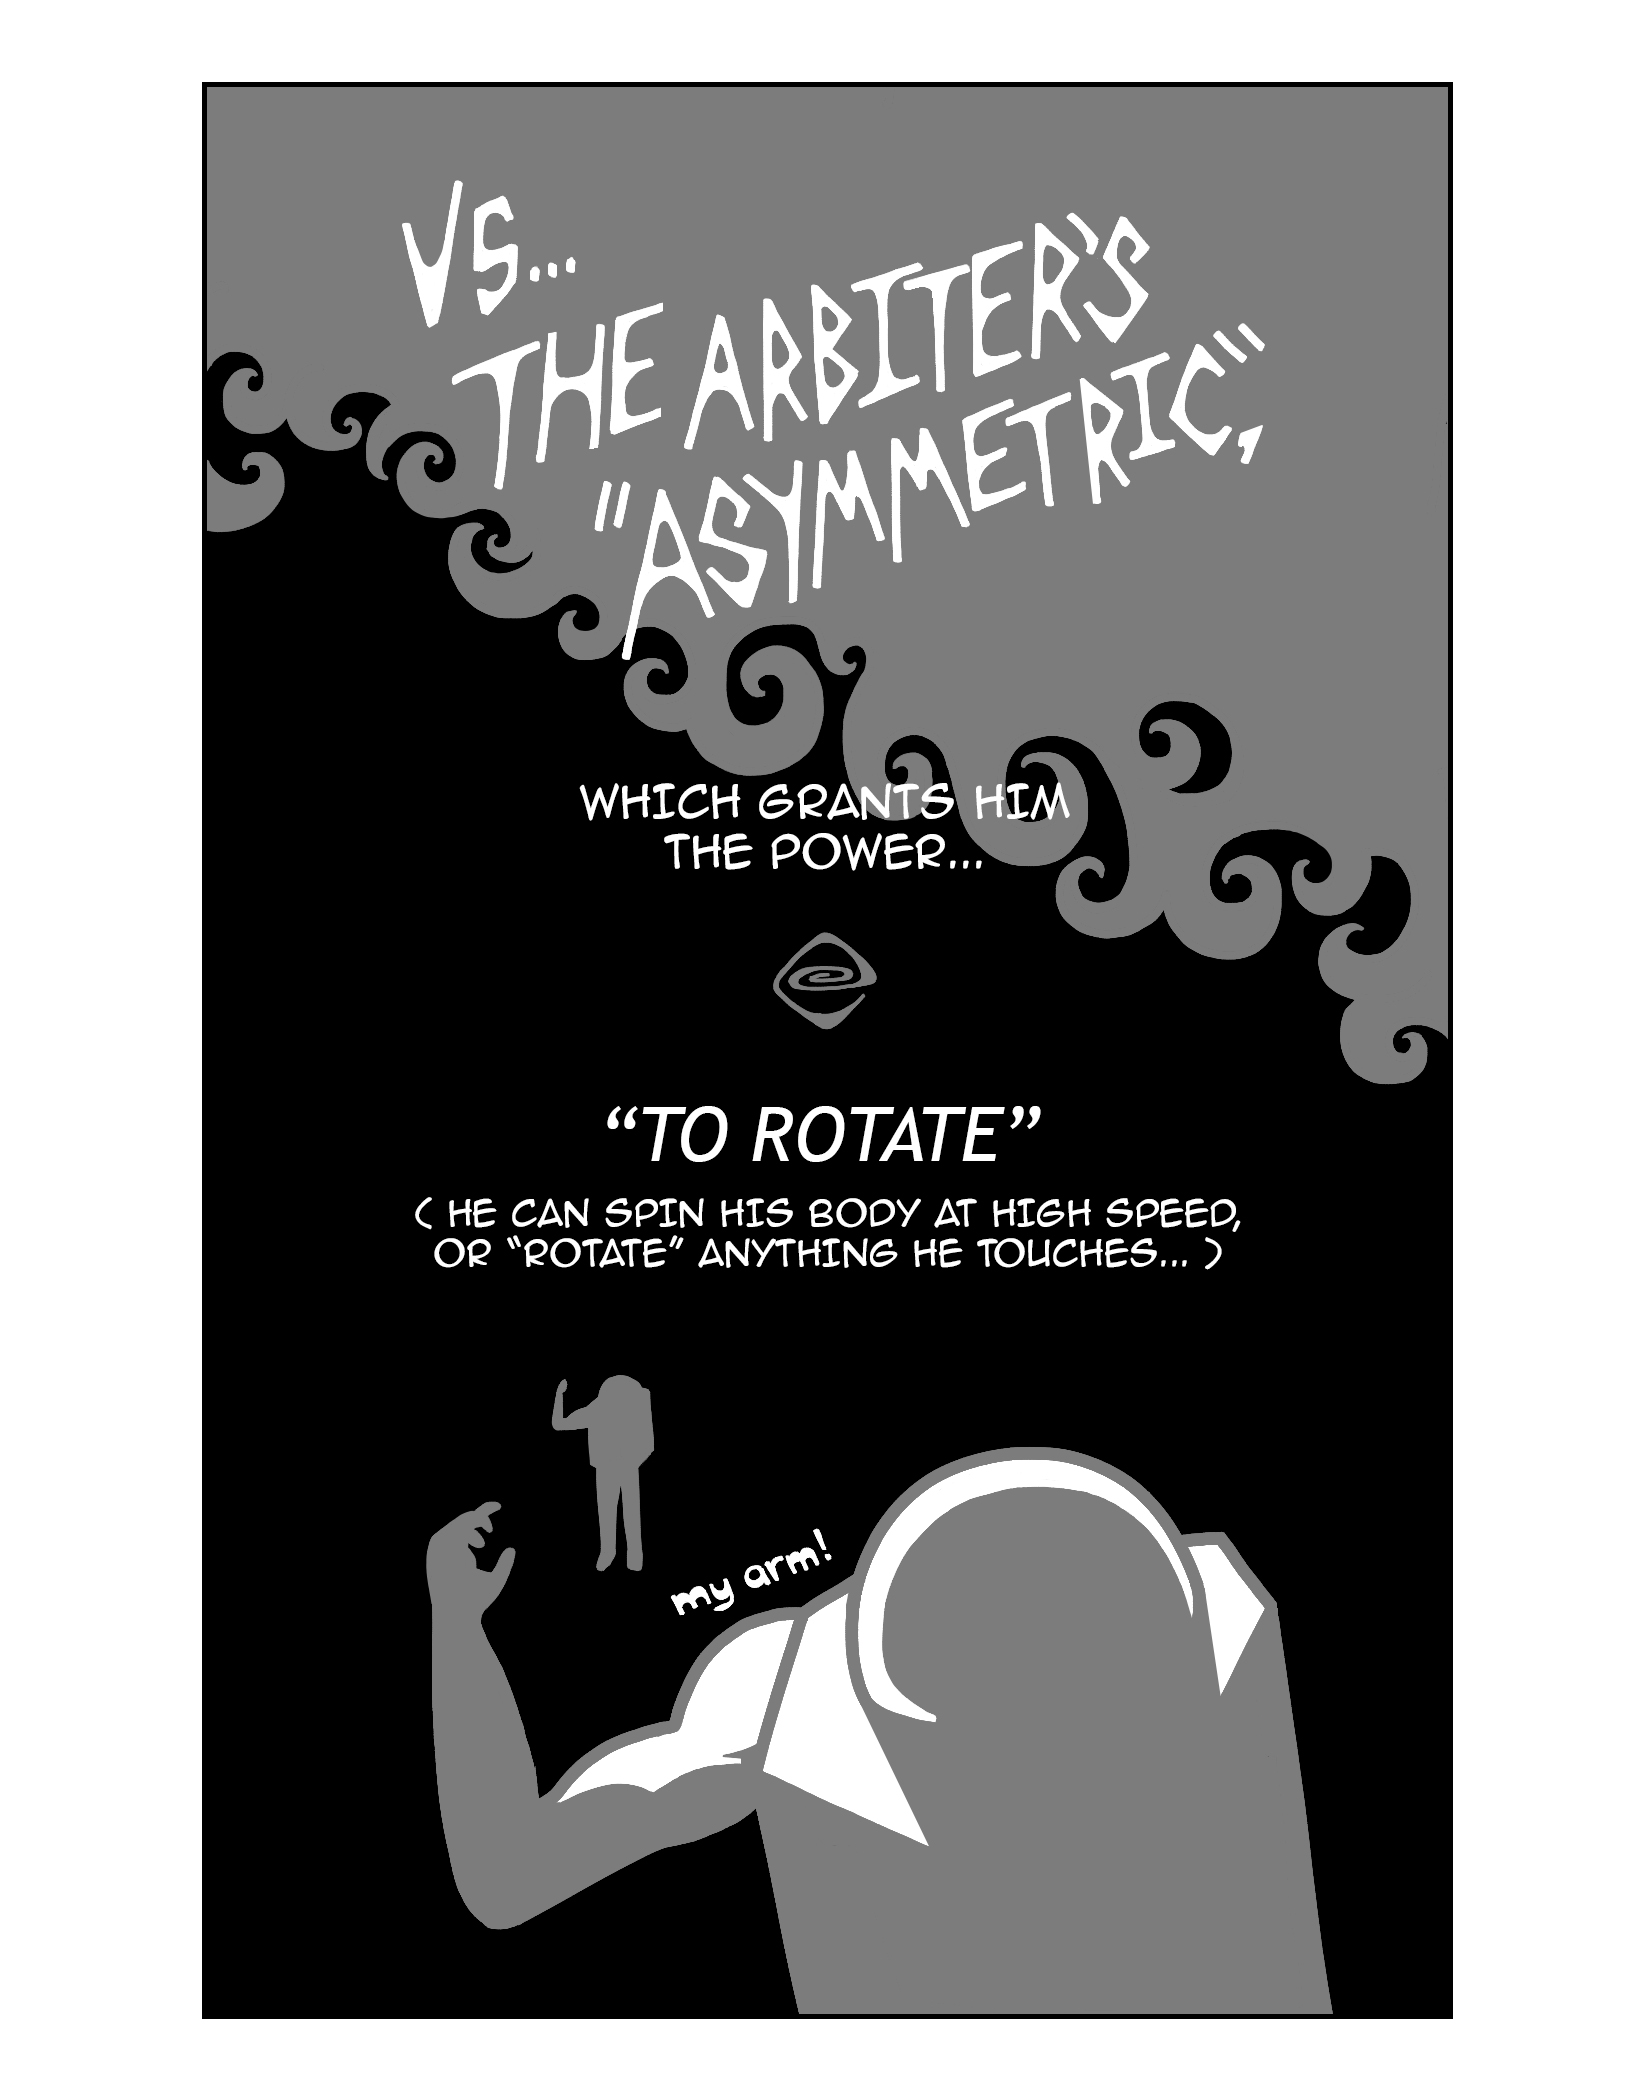 VS...
THE ARBITER'S
"ASYMMETRIC,"
WHICH GRANTS HIM
THE POWER...
“TO ROTATE”
( HE CAN SPIN HIS BODY AT HIGH SPEED,
OR “ROTATE” ANYTHING HE TOUCHES... )
my arm!